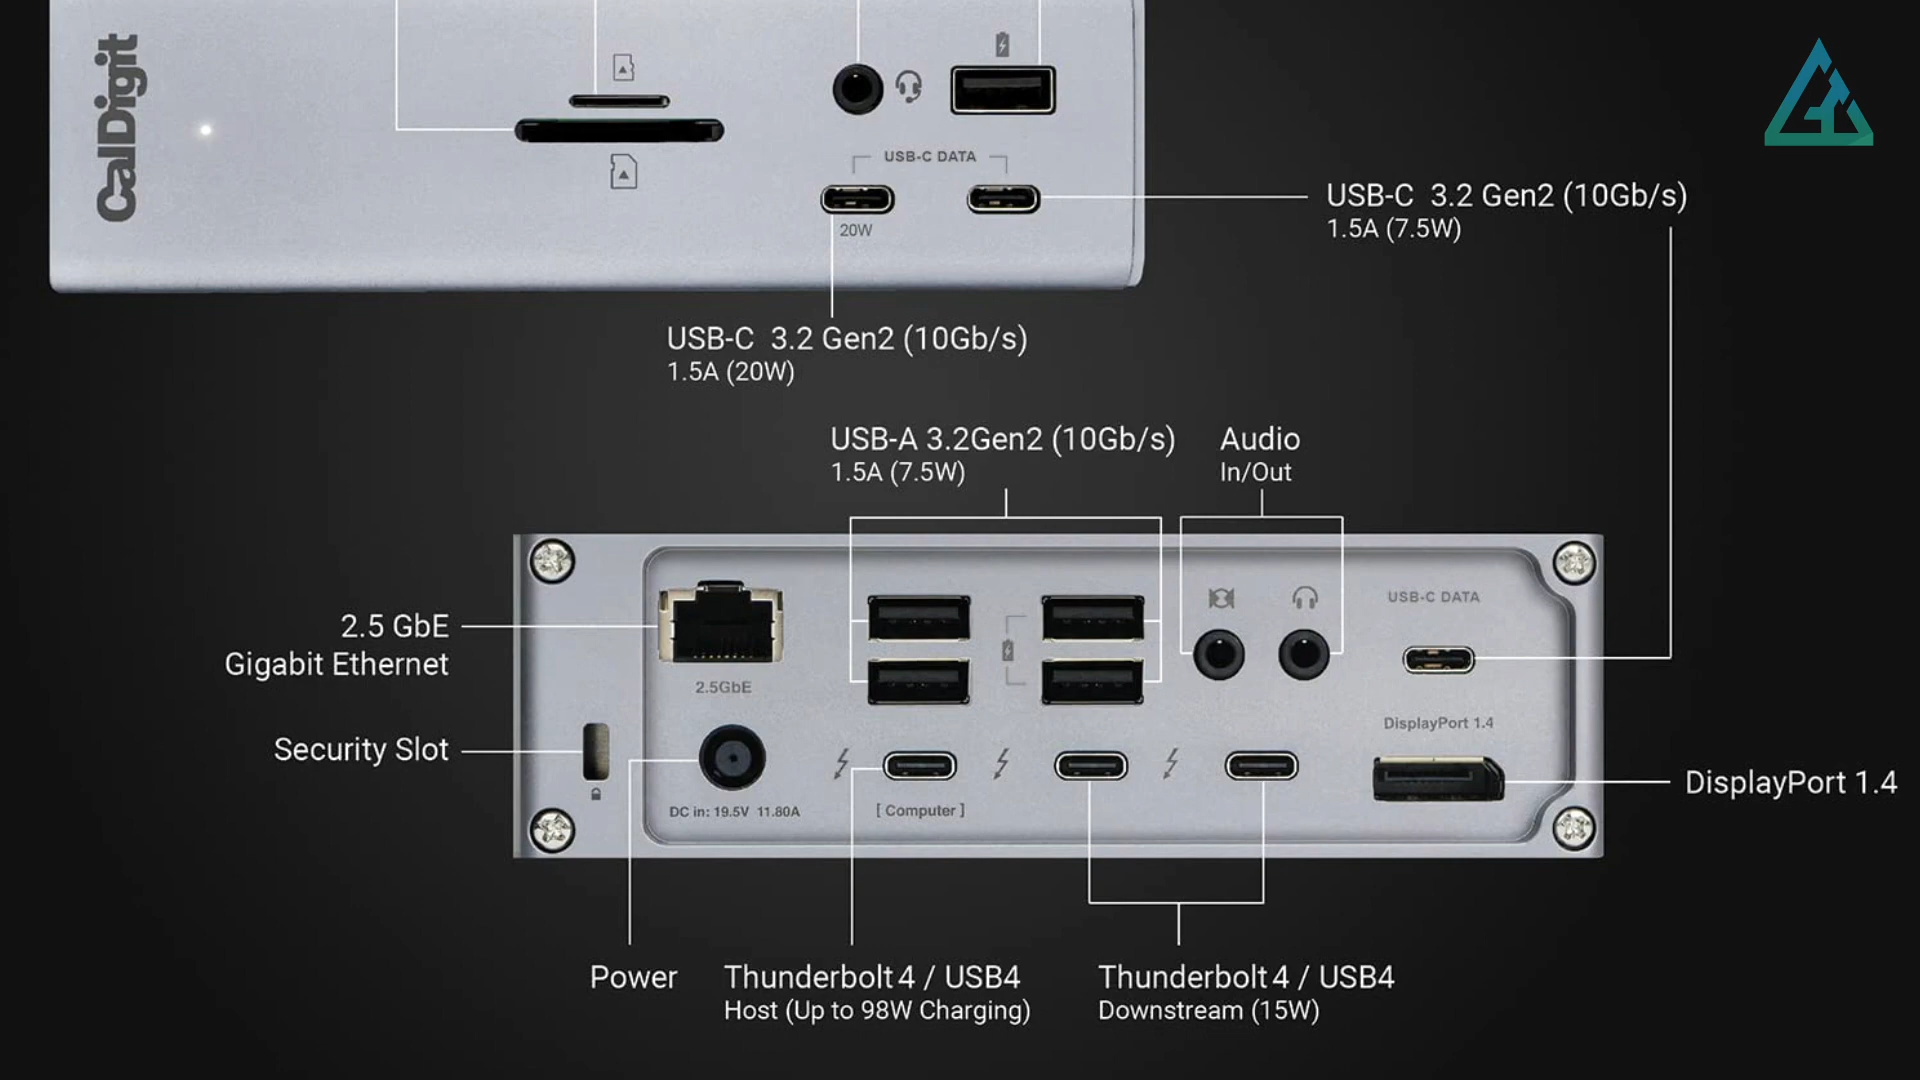 CalDigit
USB-C DATA
20W
USB-C 3.2 Gen2 (10Gb/s)
1.5A (7.5W)
USB-C 3.2 Gen2 (10Gb/s)
1.5A (20W)
USB-A 3.2Gen2 (10Gb/s)
1.5A (7.5W)
Audio
In/Out
2.5 GbE
Gigabit Ethernet
Security Slot
2.5GbE
USB-C DATA
DisplayPort 1.4
DC in: 19.5V 11.80A
[ Computer ]
DisplayPort 1.4
Power
Thunderbolt 4 / USB4
Host (Up to 98W Charging)
Thunderbolt 4 / USB4
Downstream (15W)